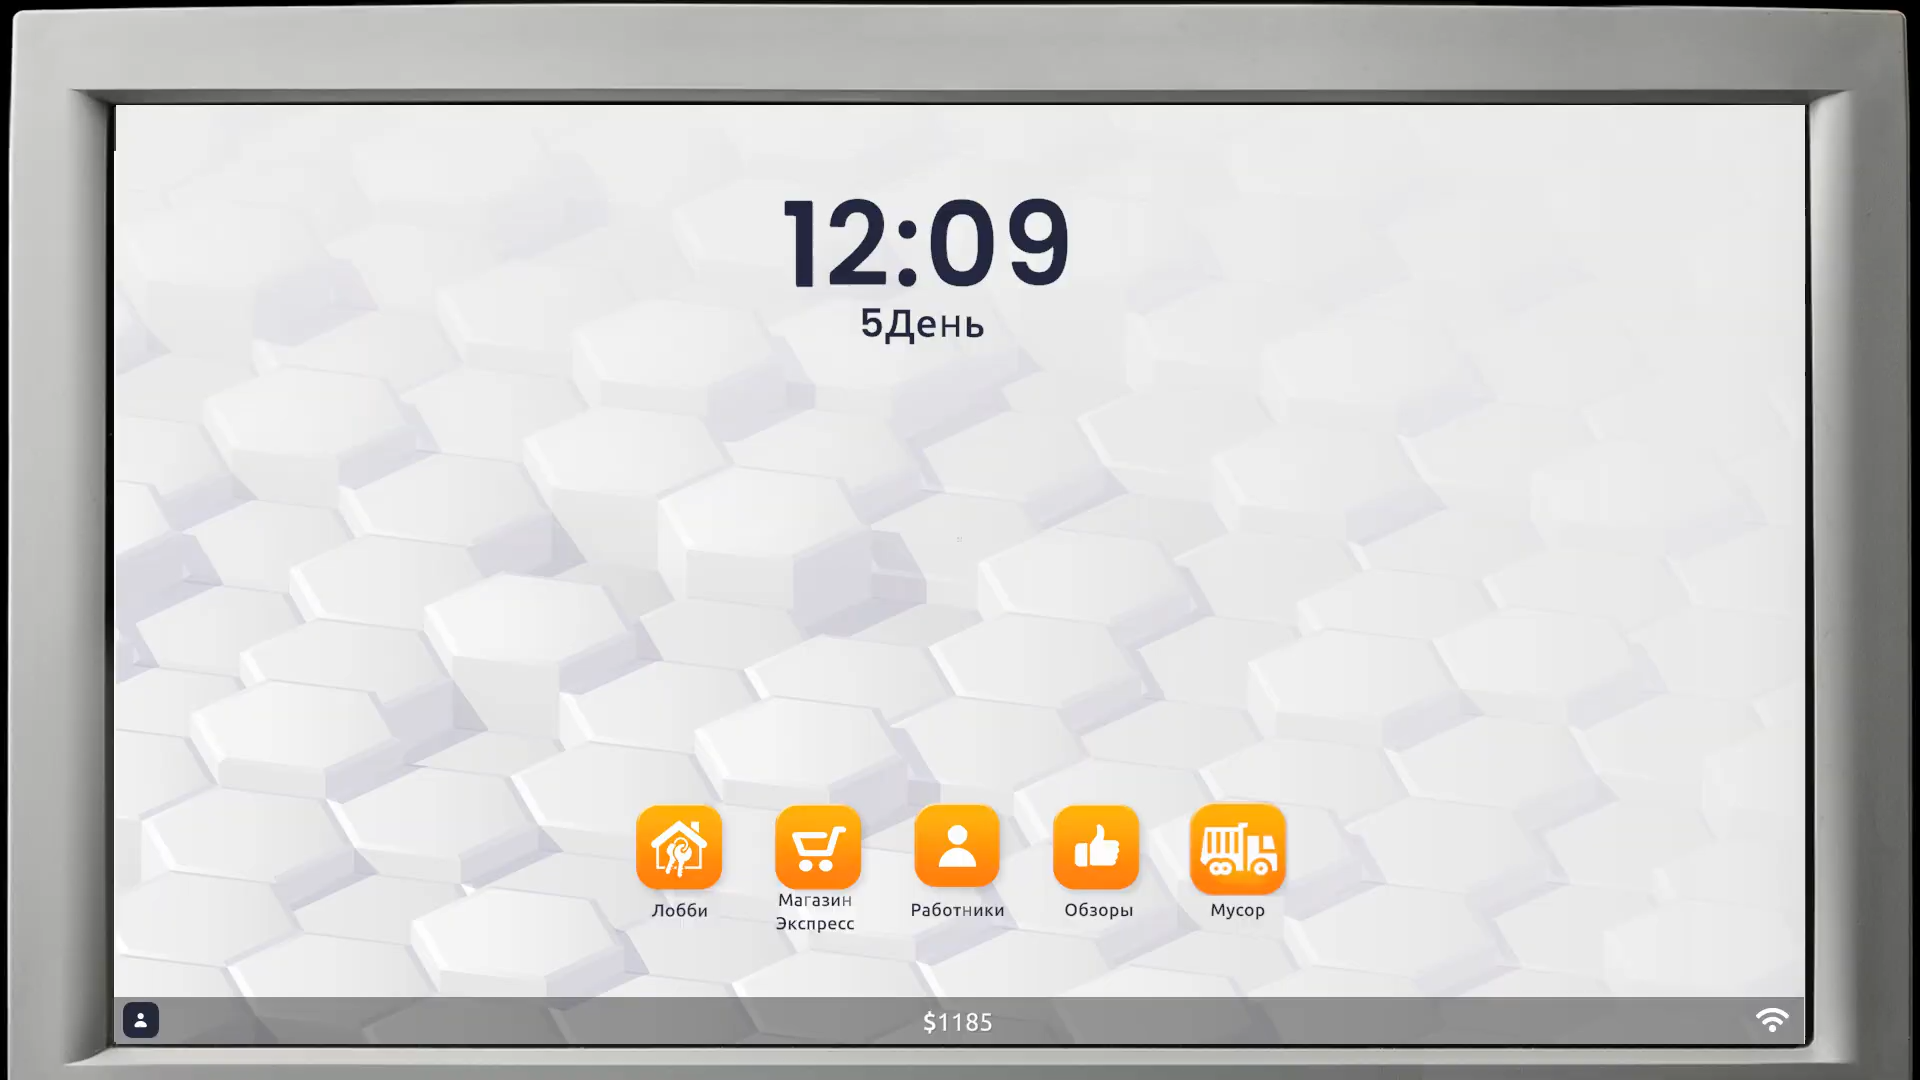 12:09
5День
Лобби
Магазин
Экспресс
Работники
Обзоры
Мусор
$1185